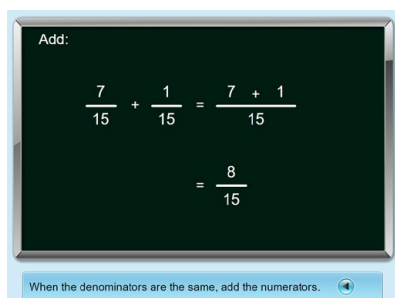 Add:
7/15 + 1/15 = 7 + 1/15
= 8/15
When the denominators are the same, add the numerators.